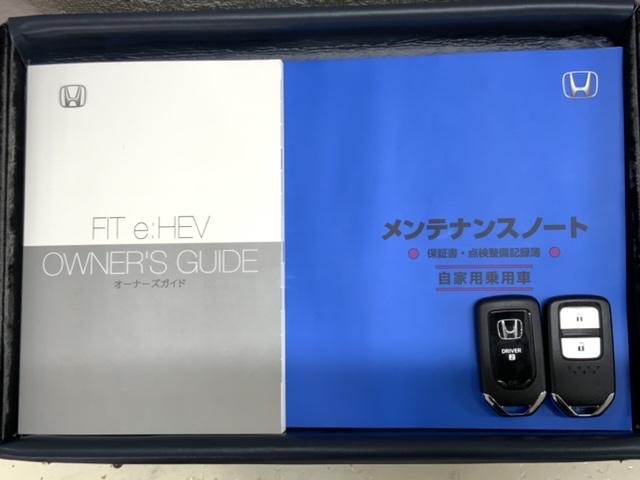 FIT e:HEV
OWNER'S GUIDE
オーナーズガイド
メンテナンスノート
保証書・点検整備記録簿
自家用乗用車
DRIVER
2